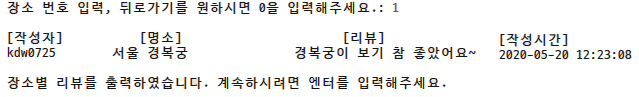 장소 번호 입력, 뒤로가기를 원하시면 0을 입력해주세요.: 1
[작성자] [명소] [리뷰] [작성시간]
kdw0725 서울 경복궁 경복궁이 보기 참 좋았어요~ 2020-05-20 12:23:08
장소별 리뷰를 출력하였습니다. 계속하시려면 엔터를 입력해주세요.